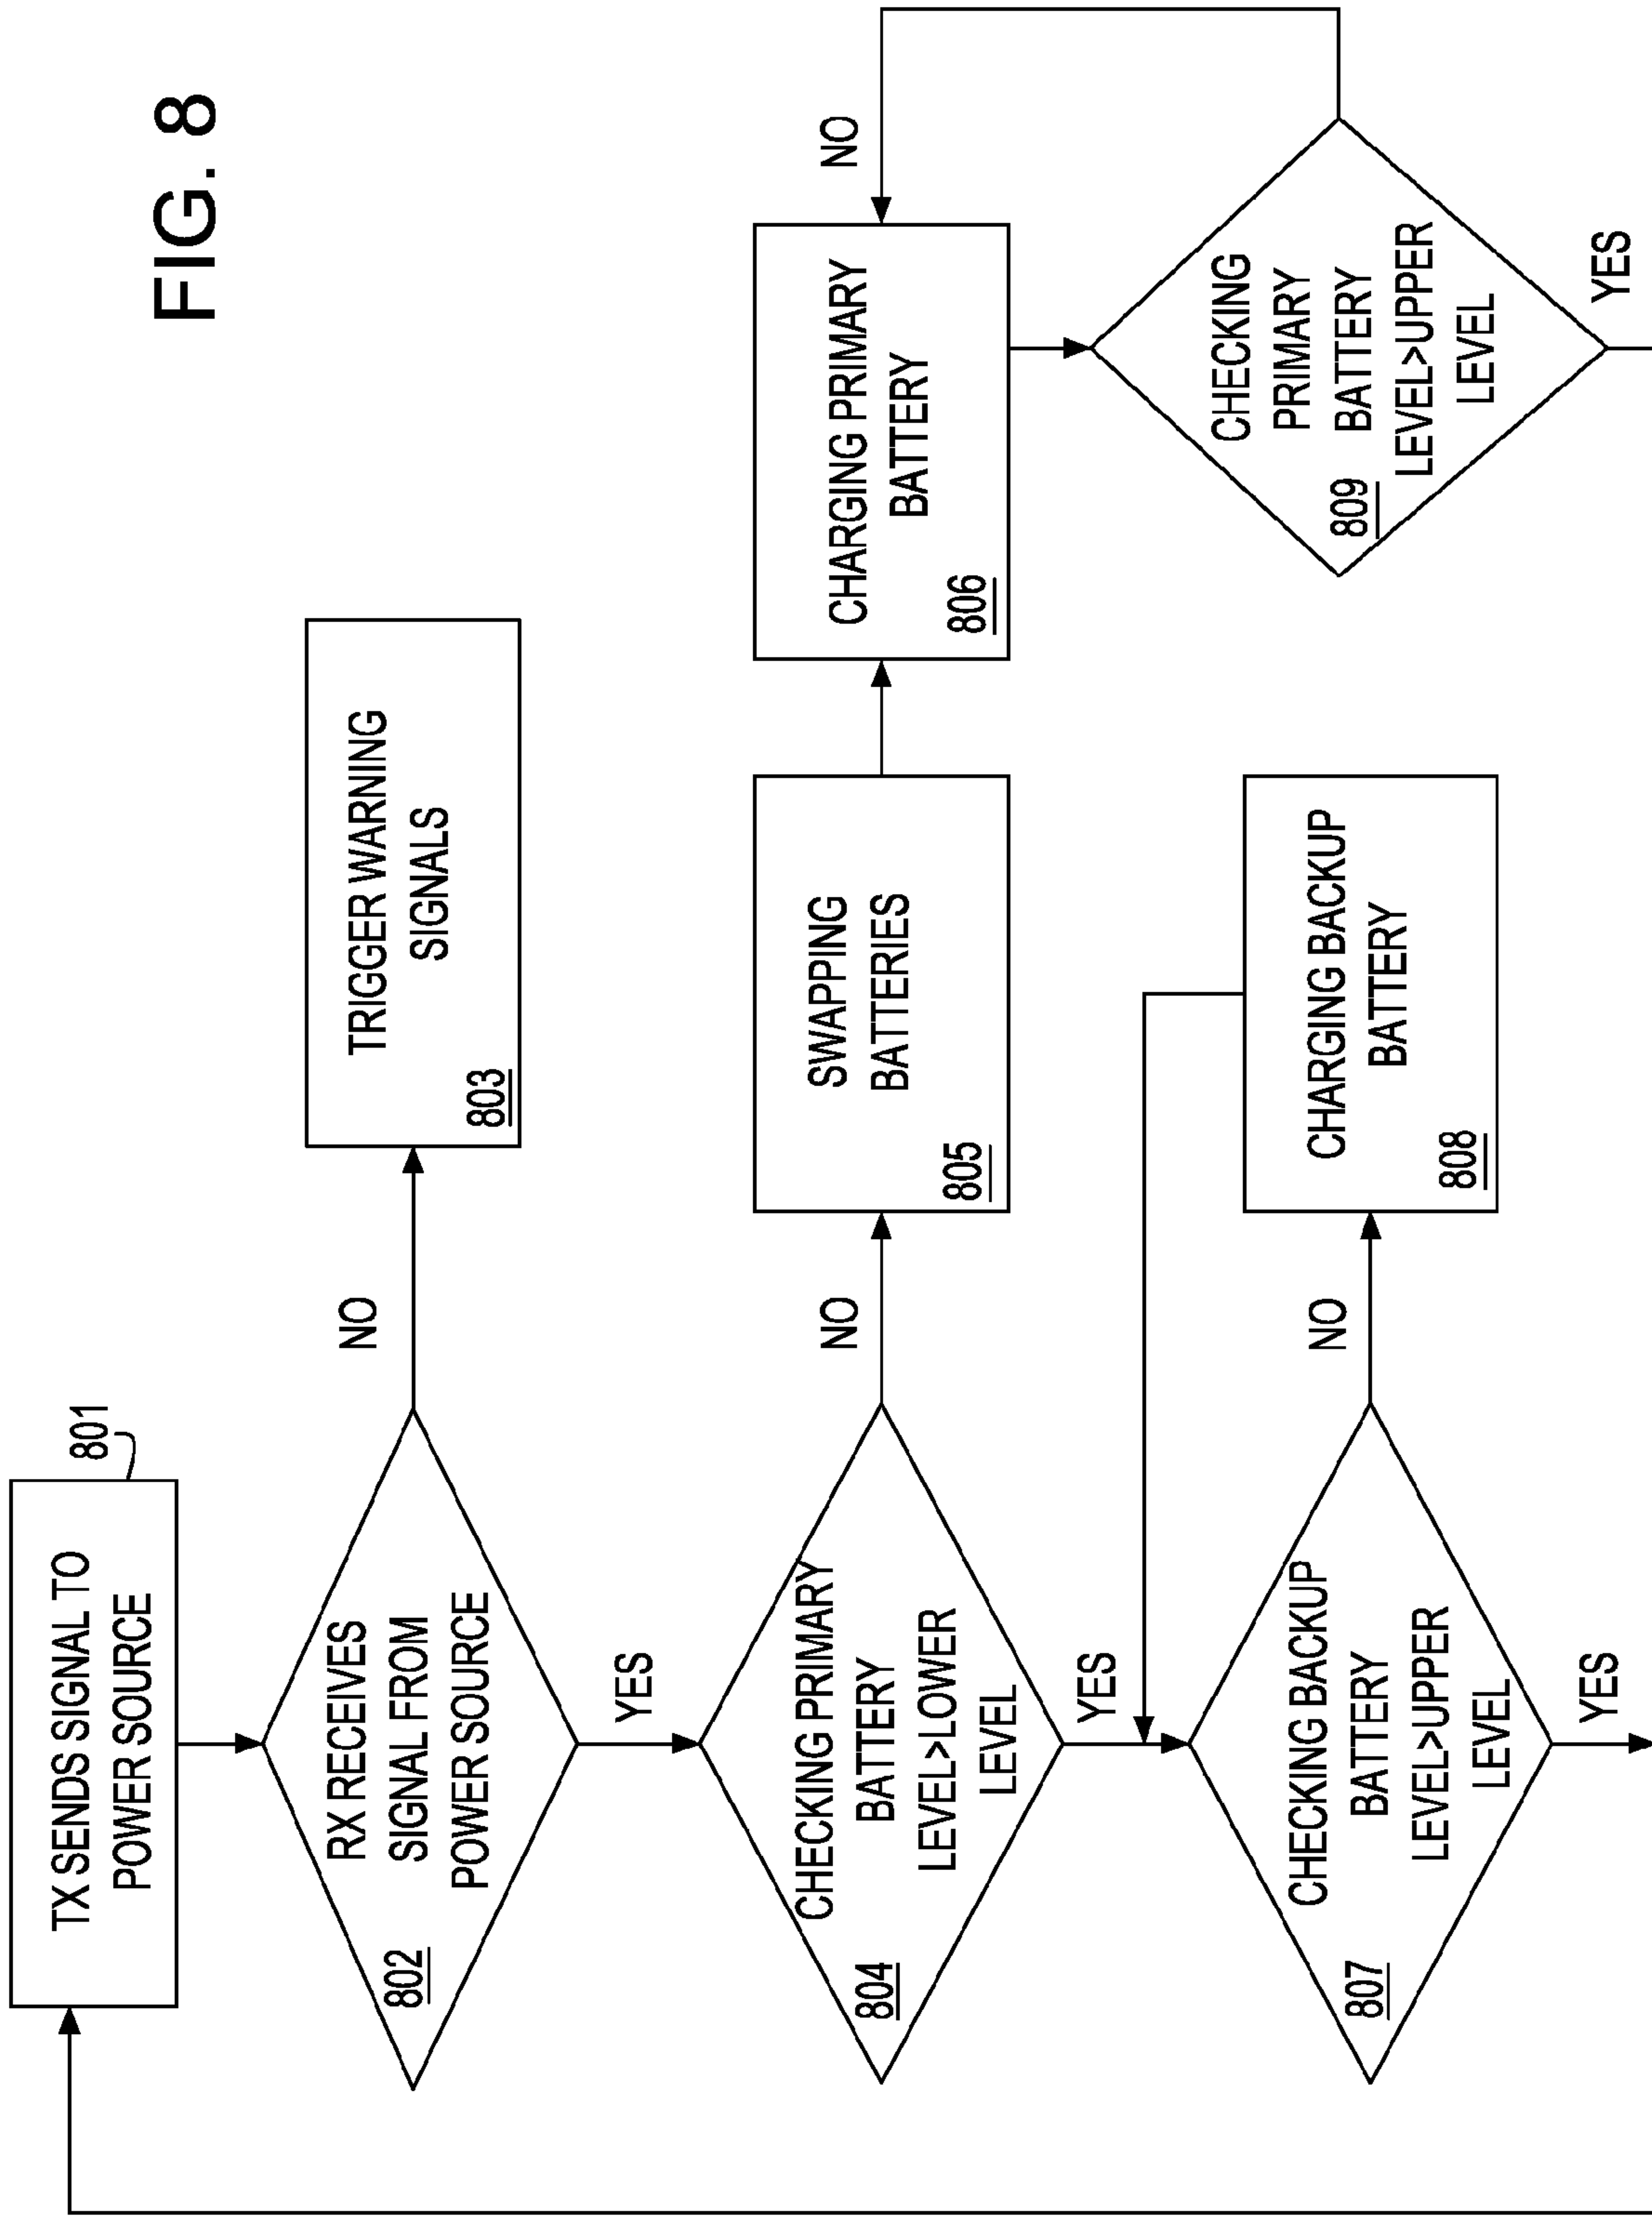 FIG. 8
TX SENDS SIGNAL TO
POWER SOURCE
801
RX RECEIVES
SIGNAL FROM
POWER SOURCE
802
NO
TRIGGER WARNING
SIGNALS
803
YES
CHECKING PRIMARY
BATTERY
LEVEL>LOWER
LEVEL
804
NO
SWAPPING
BATTERIES
805
CHARGING PRIMARY
BATTERY
806
NO
YES
CHECKING BACKUP
BATTERY
LEVEL>UPPER
LEVEL
807
NO
CHARGING BACKUP
BATTERY
808
CHECKING
PRIMARY
BATTERY
LEVEL>UPPER
LEVEL
809
YES
YES